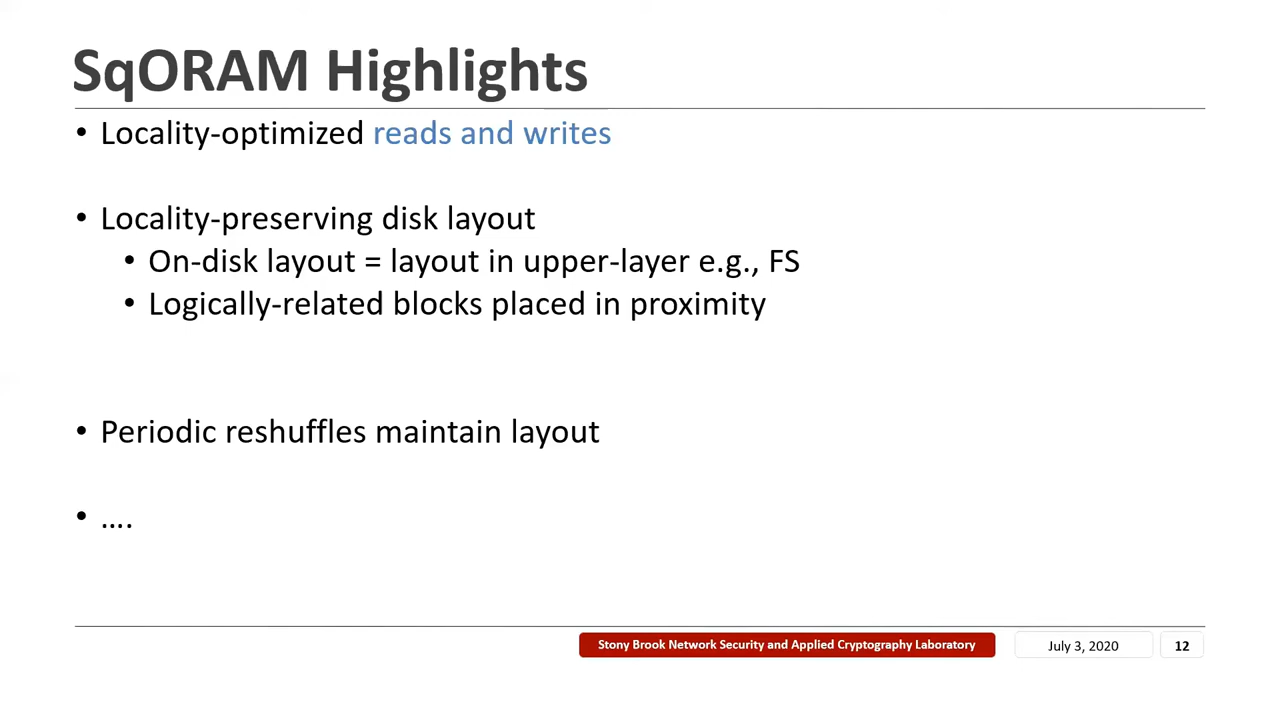 SqORAM Highlights
• Locality-optimized reads and writes
• Locality-preserving disk layout
• On-disk layout = layout in upper-layer e.g., FS
• Logically-related blocks placed in proximity
• Periodic reshuffles maintain layout
• ....
Stony Brook Network Security and Applied Cryptography Laboratory
July 3, 2020
12